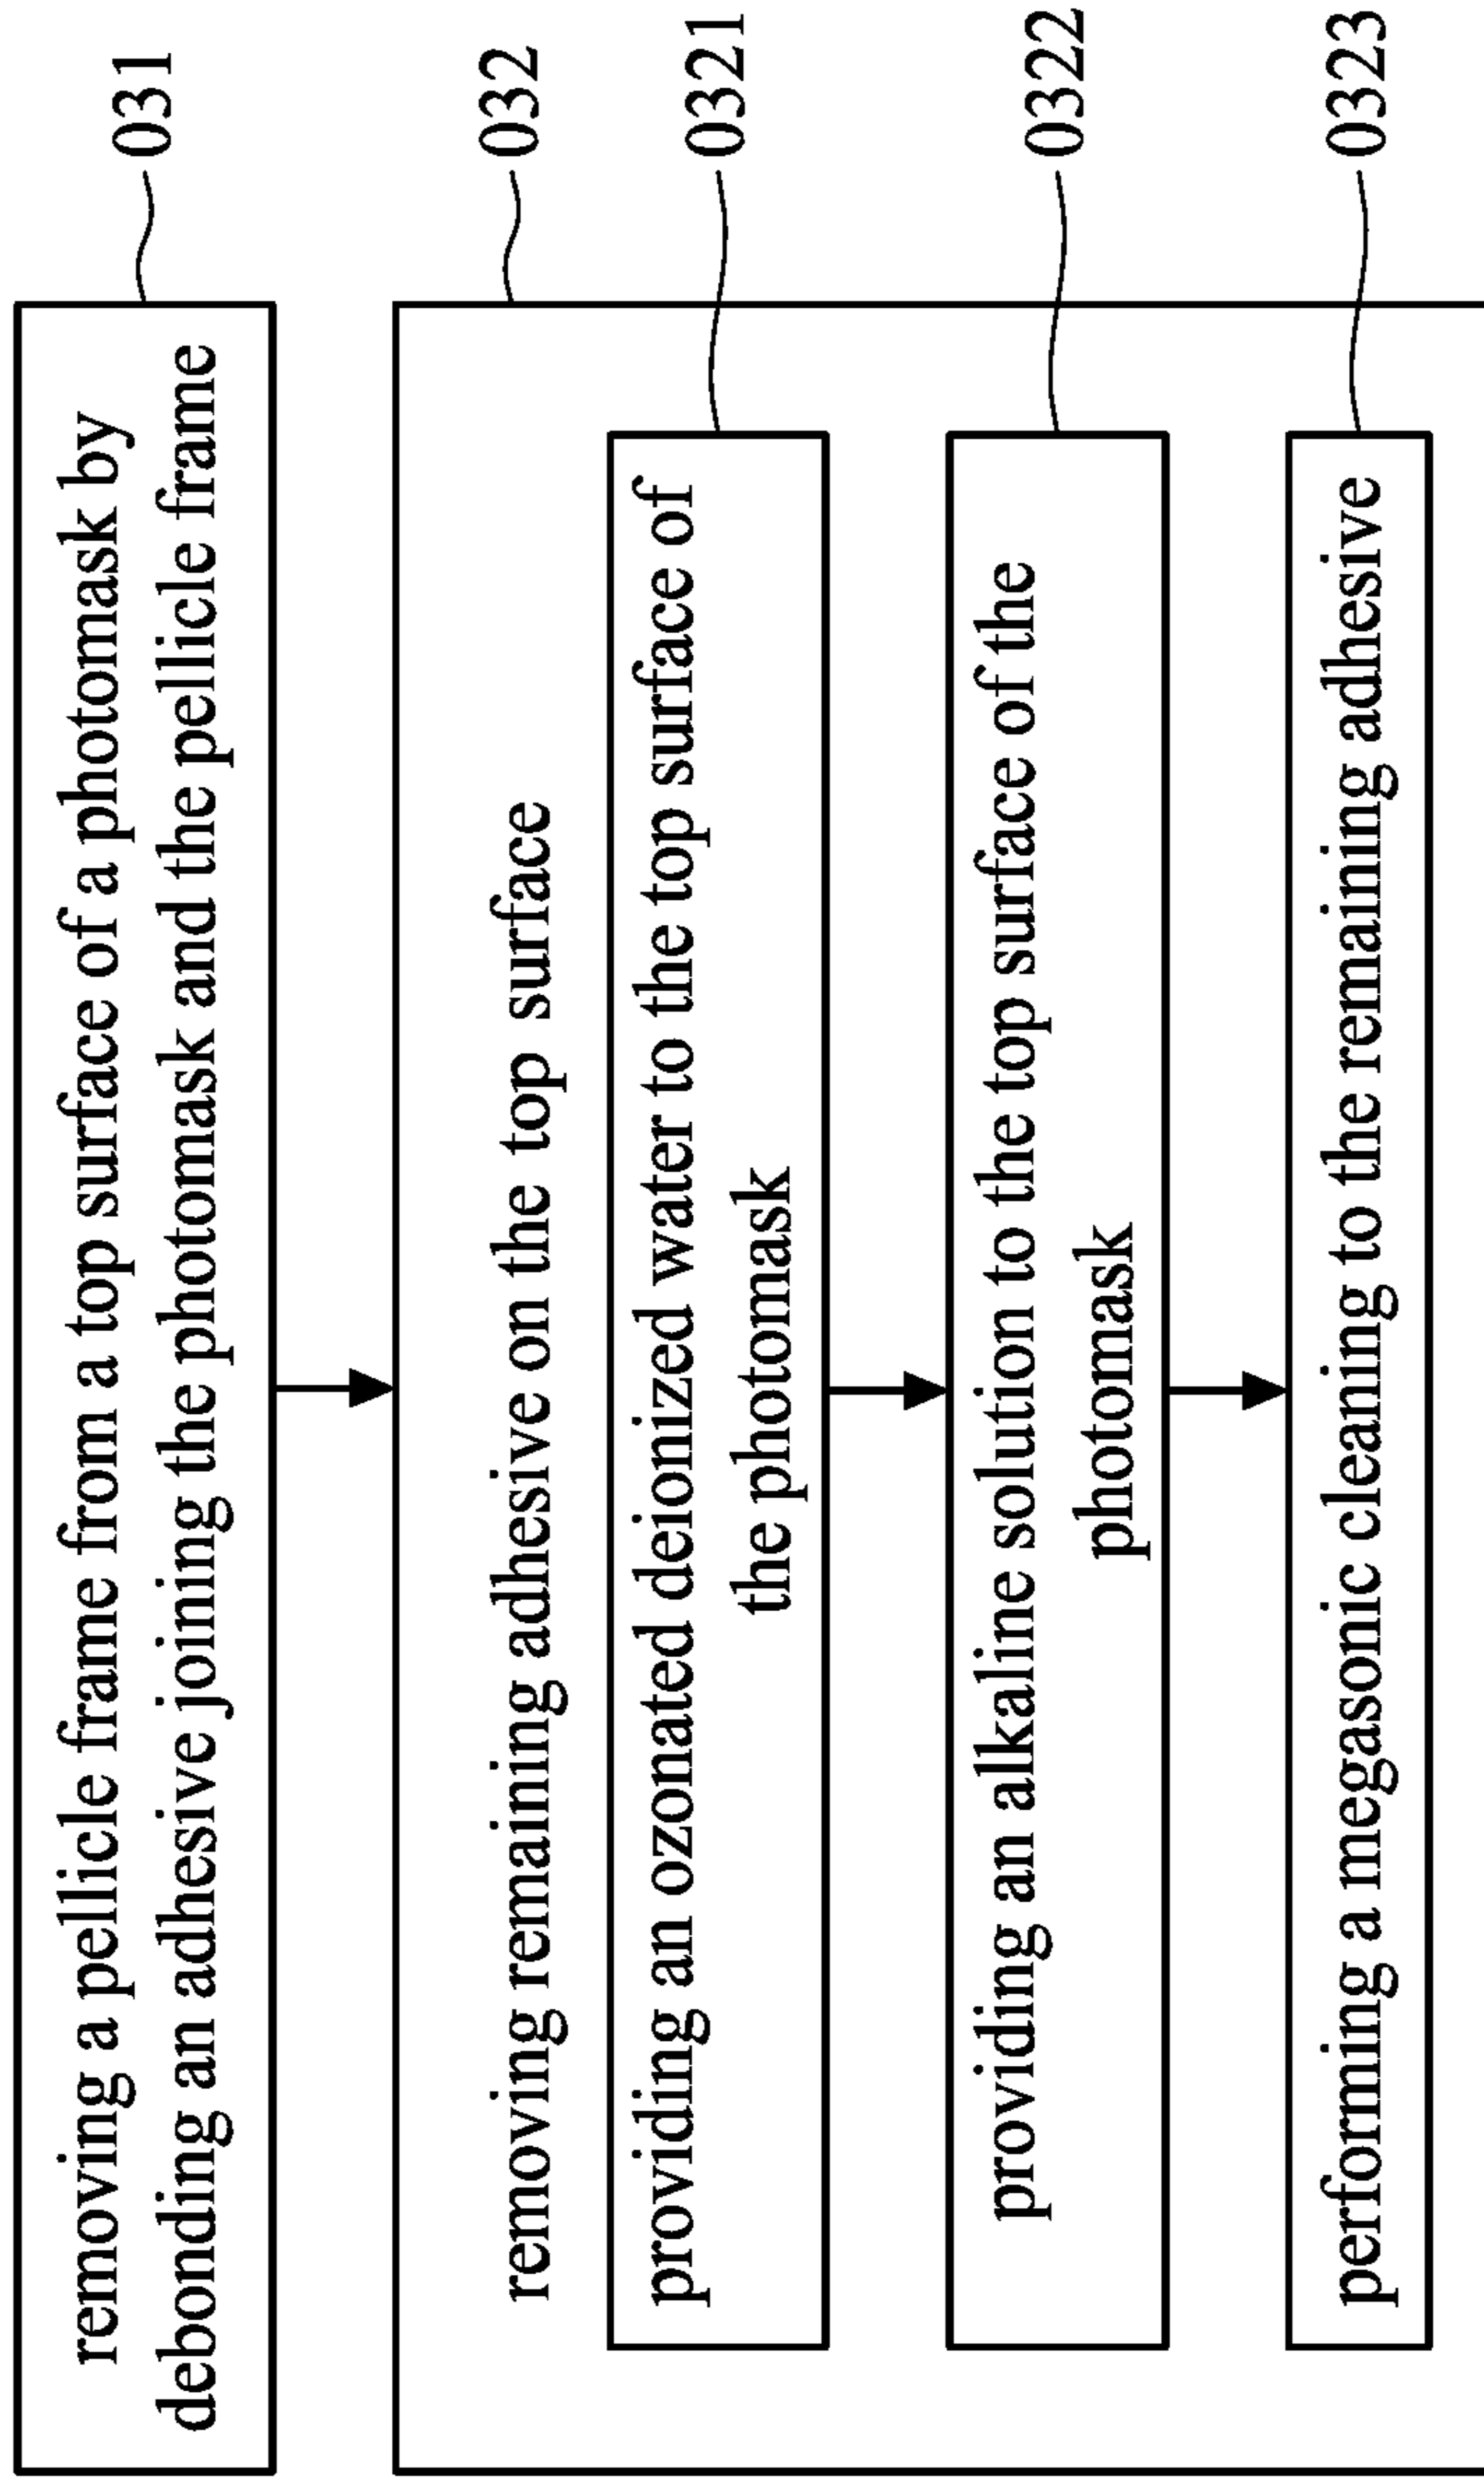 removing a pellicle frame from a top surface of a photomask by
debonding an adhesive joining the photomask and the pellicle frame
031
removing remaining adhesive on the top surface
032
providing an ozonated deionized water to the top surface of
the photomask
0321
providing an alkaline solution to the top surface of the
photomask
0322
performing a megasonic cleaning to the remaining adhesive
0323